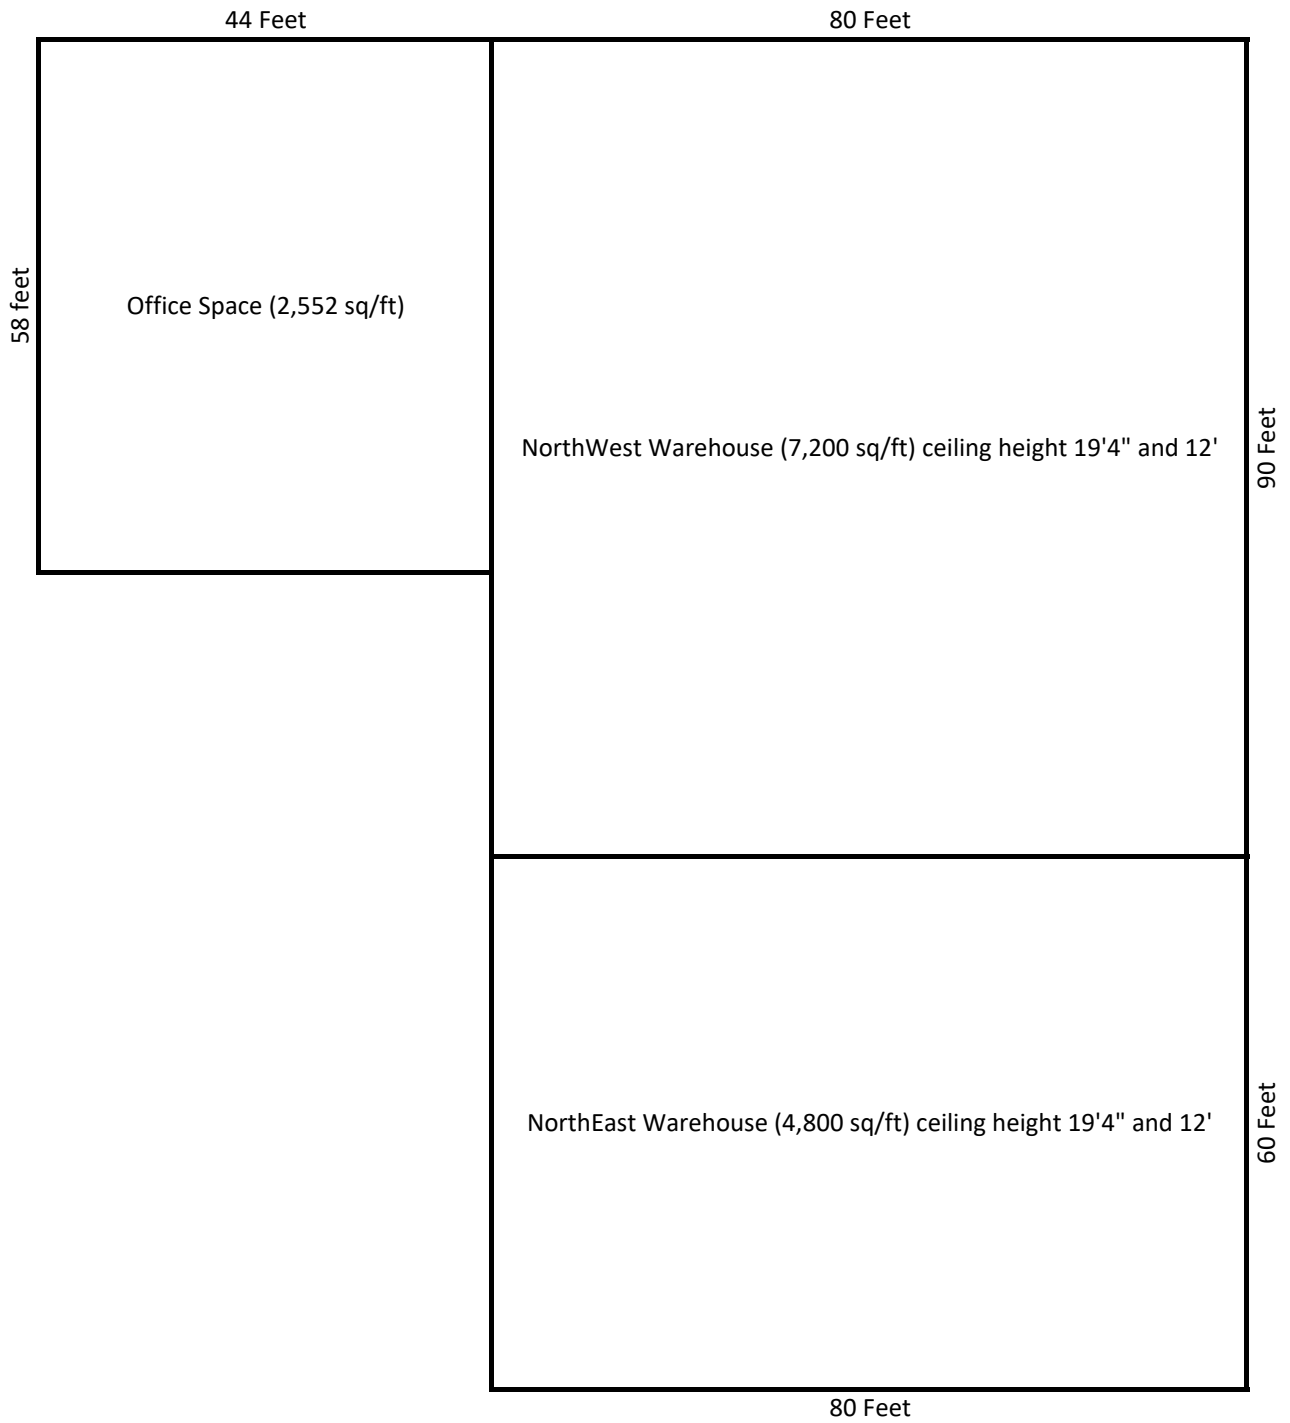 44 Feet
80 Feet
58 feet
Office Space (2,552 sq/ft)
NorthWest Warehouse (7,200 sq/ft) ceiling height 19'4" and 12'
90 Feet
NorthEast Warehouse (4,800 sq/ft) ceiling height 19'4" and 12'
60 Feet
80 Feet